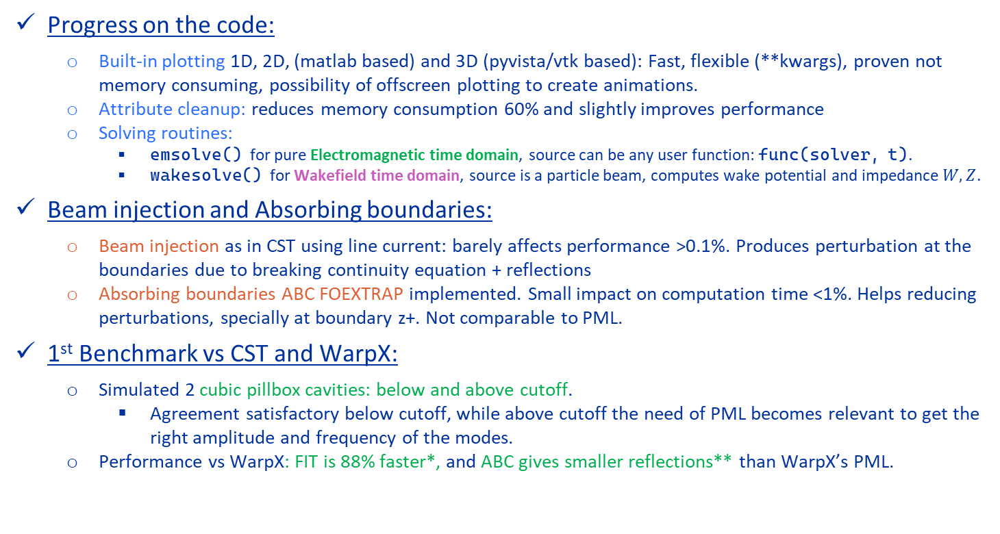 ✓ Progress on the code:
○ Built-in plotting 1D, 2D, (matlab based) and 3D (pyvista/vtk based): Fast, flexible (**kwargs), proven not
memory consuming, possibility of offscreen plotting to create animations.
○ Attribute cleanup: reduces memory consumption 60% and slightly improves performance
○ Solving routines:
▪ emsolve() for pure Electromagnetic time domain, source can be any user function: func(solver, t).
▪ wakesolve() for Wakefield time domain, source is a particle beam, computes wake potential and impedance W, Z.
✓ Beam injection and Absorbing boundaries:
○ Beam injection as in CST using line current: barely affects performance >0.1%. Produces perturbation at the
boundaries due to breaking continuity equation + reflections
○ Absorbing boundaries ABC FOEXTRAP implemented. Small impact on computation time <1%. Helps reducing
perturbations, specially at boundary z+. Not comparable to PML.
✓ 1st Benchmark vs CST and WarpX:
○ Simulated 2 cubic pillbox cavities: below and above cutoff.
▪ Agreement satisfactory below cutoff, while above cutoff the need of PML becomes relevant to get the
right amplitude and frequency of the modes.
○ Performance vs WarpX: FIT is 88% faster*, and ABC gives smaller reflections** than WarpX’s PML.